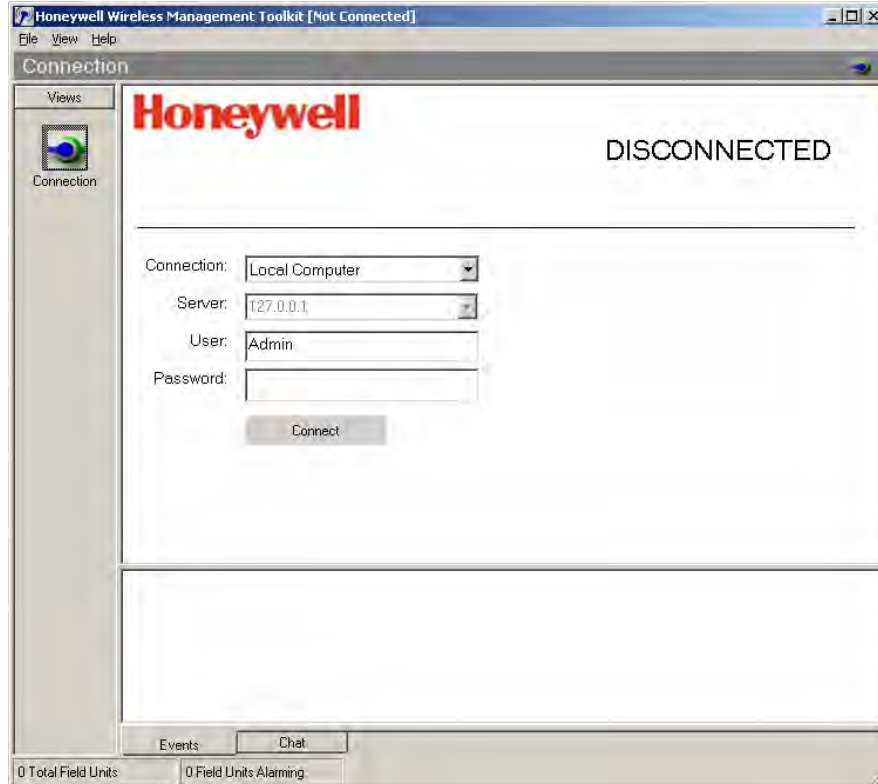 Honeywell Wireless Management Toolkit [Not Connected]
File View Help
Connection
Views
Connection
Honeywell
DISCONNECTED
Connection: Local Computer
Server: 127.0.0.1
User: Admin
Password:
Connect
Events Chat
0 Total Field Units 0 Field Units Alarming